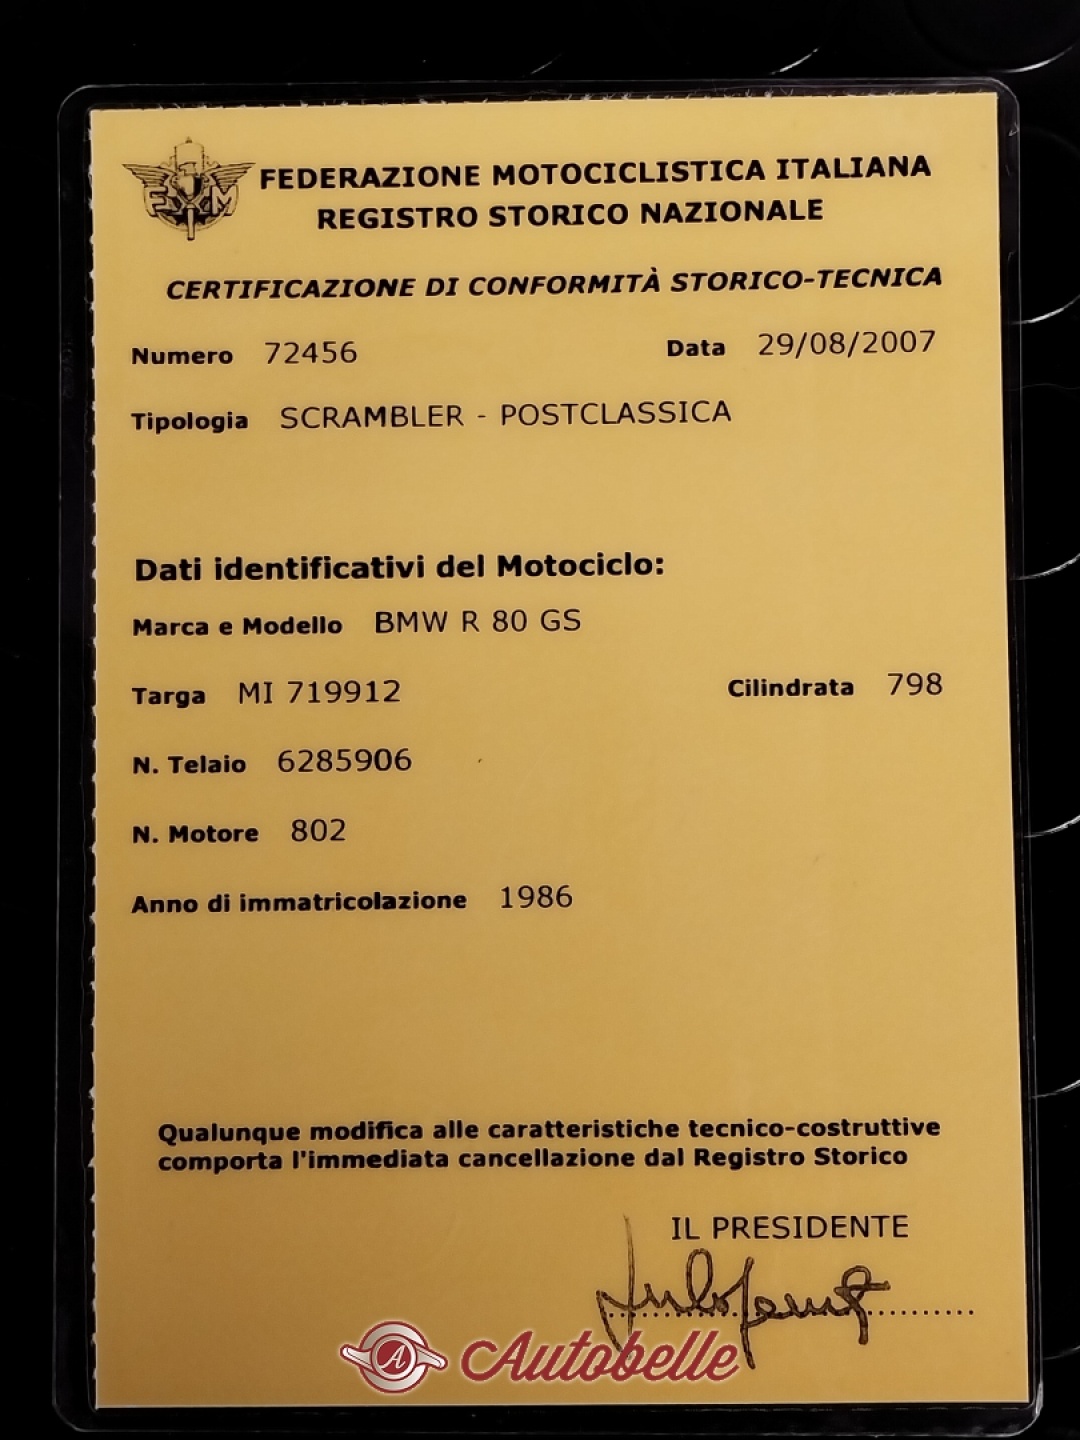 FEDERAZIONE MOTOCICLISTICA ITALIANA
FMI
REGISTRO STORICO NAZIONALE
CERTIFICAZIONE DI CONFORMITÀ STORICO-TECNICA
Numero 72456 Data 29/08/2007
Tipologia SCRAMBLER - POSTCLASSICA
Dati identificativi del Motociclo:
Marca e Modello BMW R 80 GS
Targa MI 719912 Cilindrata 798
N. Telaio 6285906
N. Motore 802
Anno di immatricolazione 1986
Qualunque modifica alle caratteristiche tecnico-costruttive
comporta l'immediata cancellazione dal Registro Storico
IL PRESIDENTE
A Autobelle